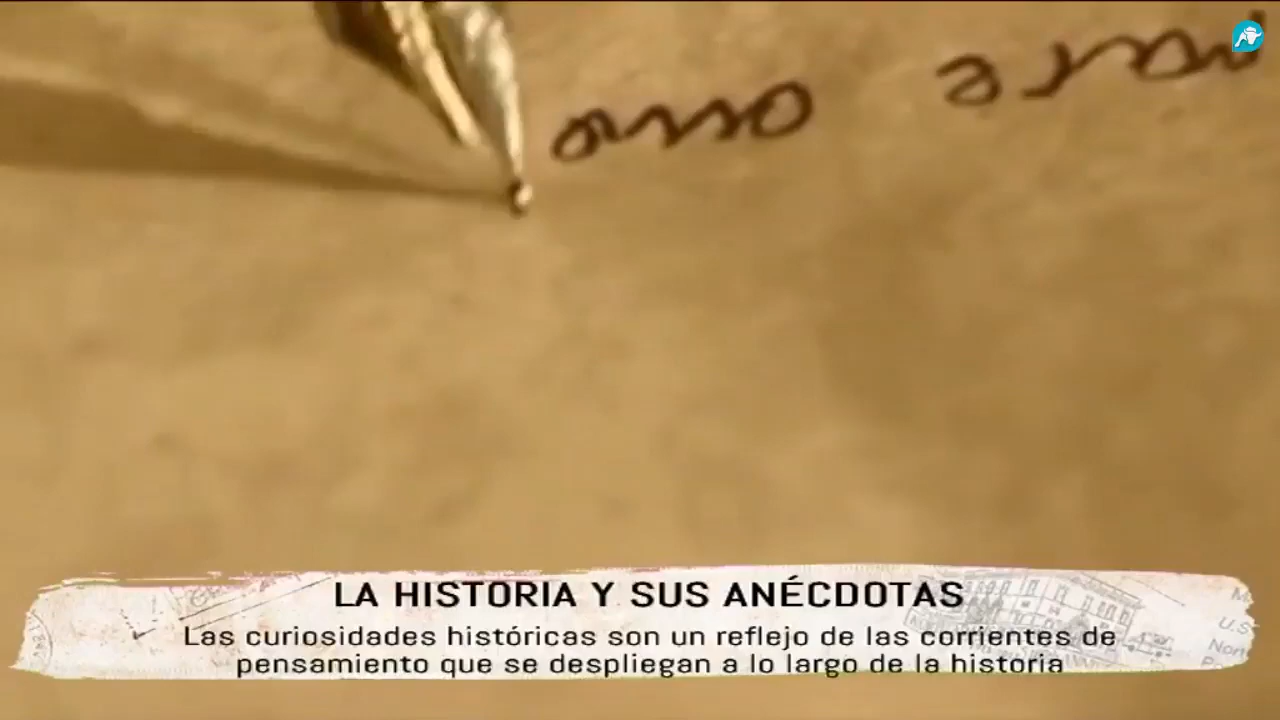 LA HISTORIA Y SUS ANÉCDOTAS
Las curiosidades históricas son un reflejo de las corrientes de
pensamiento que se despliegan a lo largo de la historia